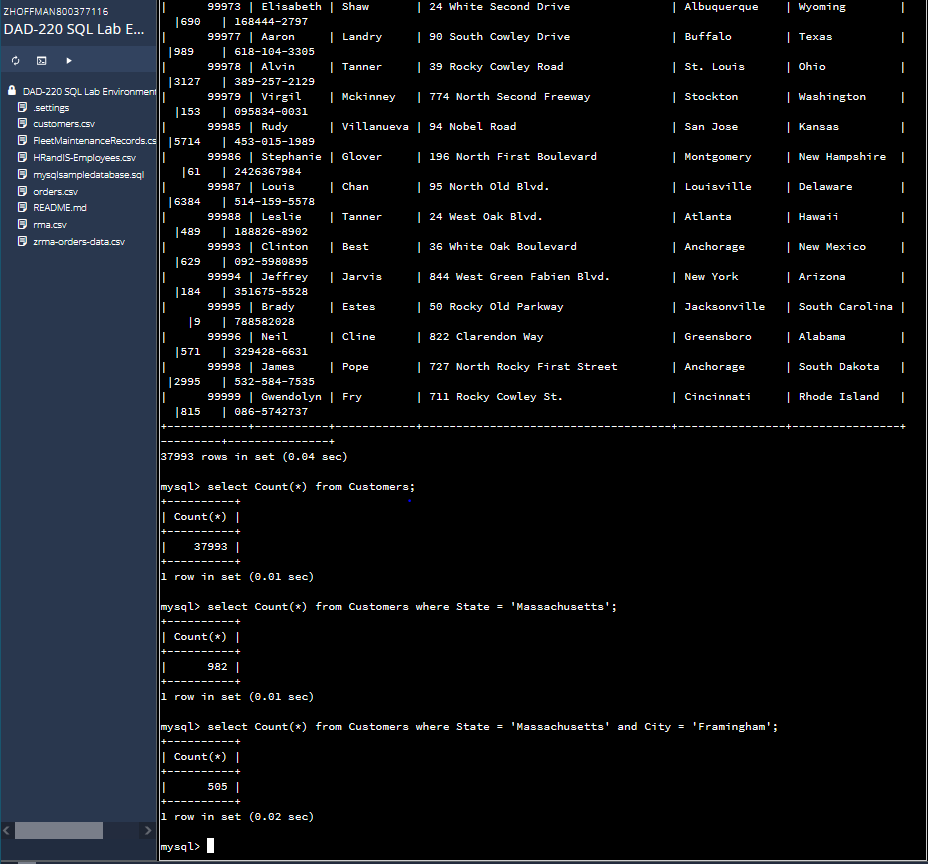 ZHOFFMAN800377116
DAD-220 SQL Lab E...
DAD-220 SQL Lab Environment
.settings
customers.csv
FleetMaintenanceRecords.cs
HRandIS-Employees.csv
mysqlsampledatabase.sql
orders.csv
README.md
rma.csv
zrma-orders-data.csv
| 99973 | Elisabeth | Shaw | 24 White Second Drive | Albuquerque | Wyoming |
|690 | 168444-2797
| 99977 | Aaron | Landry | 90 South Cowley Drive | Buffalo | Texas |
|989 | 618-104-3305
| 99978 | Alvin | Tanner | 39 Rocky Cowley Road | St. Louis | Ohio |
|3127 | 389-257-2129
| 99979 | Virgil | Mckinney | 774 North Second Freeway | Stockton | Washington |
|153 | 095834-0031
| 99985 | Rudy | Villanueva | 94 Nobel Road | San Jose | Kansas |
|5714 | 453-015-1989
| 99986 | Stephanie | Glover | 196 North First Boulevard | Montgomery | New Hampshire |
|61 | 2426367984
| 99987 | Louis | Chan | 95 North Old Blvd. | Louisville | Delaware |
|6384 | 514-159-5578
| 99988 | Leslie | Tanner | 24 West Oak Blvd. | Atlanta | Hawaii |
|489 | 188826-8902
| 99993 | Clinton | Best | 36 White Oak Boulevard | Anchorage | New Mexico |
|629 | 092-5980895
| 99994 | Jeffrey | Jarvis | 844 West Green Fabien Blvd. | New York | Arizona |
|184 | 351675-5528
| 99995 | Brady | Estes | 50 Rocky Old Parkway | Jacksonville | South Carolina |
|9 | 788582028
| 99996 | Neil | Cline | 822 Clarendon Way | Greensboro | Alabama |
|571 | 329428-6631
| 99998 | James | Pope | 727 North Rocky First Street | Anchorage | South Dakota |
|2995 | 532-584-7535
| 99999 | Gwendolyn | Fry | 711 Rocky Cowley St. | Cincinnati | Rhode Island |
|815 | 086-5742737
+------------+----------+------------+---------------------------------+---------------+----------------+
---------+---------------+
37993 rows in set (0.04 sec)
mysql> select Count(*) from Customers;
+----------+
| Count(*) |
+----------+
| 37993 |
+----------+
1 row in set (0.01 sec)
mysql> select Count(*) from Customers where State = 'Massachusetts';
+----------+
| Count(*) |
+----------+
| 982 |
+----------+
1 row in set (0.01 sec)
mysql> select Count(*) from Customers where State = 'Massachusetts' and City = 'Framingham';
+----------+
| Count(*) |
+----------+
| 505 |
+----------+
1 row in set (0.02 sec)
mysql>